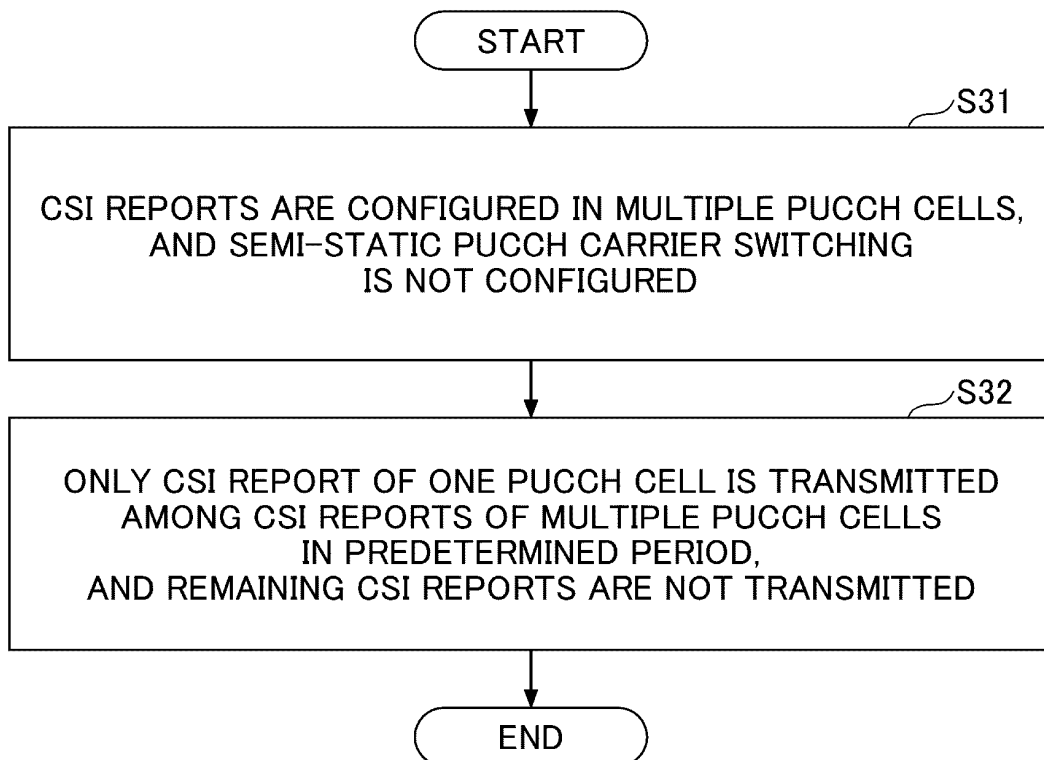 START
S31
CSI REPORTS ARE CONFIGURED IN MULTIPLE PUCCH CELLS,
AND SEMI-STATIC PUCCH CARRIER SWITCHING
IS NOT CONFIGURED
S32
ONLY CSI REPORT OF ONE PUCCH CELL IS TRANSMITTED
AMONG CSI REPORTS OF MULTIPLE PUCCH CELLS
IN PREDETERMINED PERIOD,
AND REMAINING CSI REPORTS ARE NOT TRANSMITTED
END